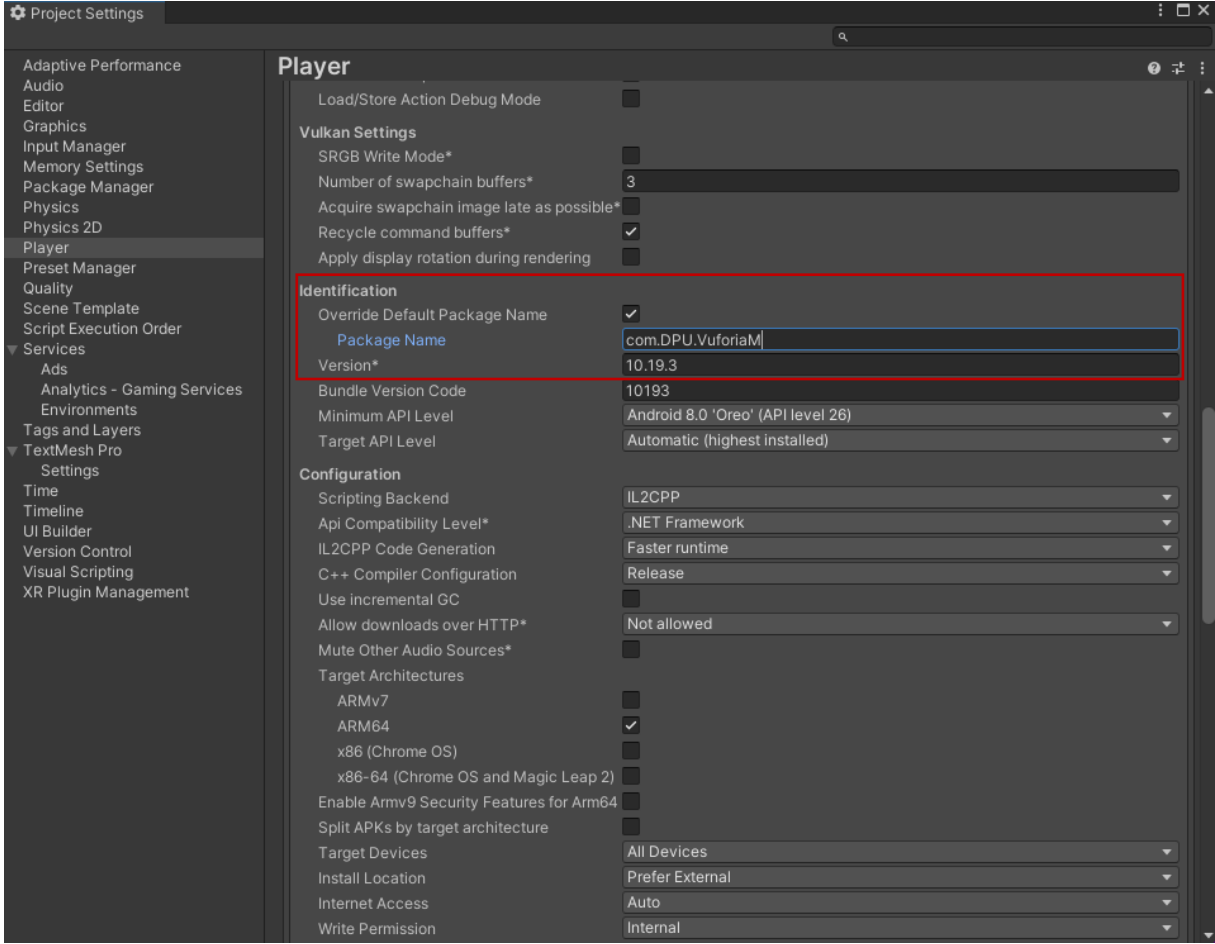 Project Settings
Adaptive Performance
Audio
Editor
Graphics
Input Manager
Memory Settings
Package Manager
Physics
Physics 2D
Player
Preset Manager
Quality
Scene Template
Script Execution Order
Services
Ads
Analytics - Gaming Services
Environments
Tags and Layers
TextMesh Pro
Settings
Time
Timeline
UI Builder
Version Control
Visual Scripting
XR Plugin Management
Player
Load/Store Action Debug Mode
Vulkan Settings
SRGB Write Mode*
Number of swapchain buffers* 3
Acquire swapchain image late as possible*
Recycle command buffers*
Apply display rotation during rendering
Identification
Override Default Package Name
Package Name com.DPU.VuforiaM
Version* 10.19.3
Bundle Version Code 10193
Minimum API Level Android 8.0 'Oreo' (API level 26)
Target API Level Automatic (highest installed)
Configuration
Scripting Backend IL2CPP
Api Compatibility Level* .NET Framework
IL2CPP Code Generation Faster runtime
C++ Compiler Configuration Release
Use incremental GC
Allow downloads over HTTP* Not allowed
Mute Other Audio Sources*
Target Architectures
ARMv7
ARM64
x86 (Chrome OS)
x86-64 (Chrome OS and Magic Leap 2)
Enable Armv9 Security Features for Arm64
Split APKs by target architecture
Target Devices All Devices
Install Location Prefer External
Internet Access Auto
Write Permission Internal